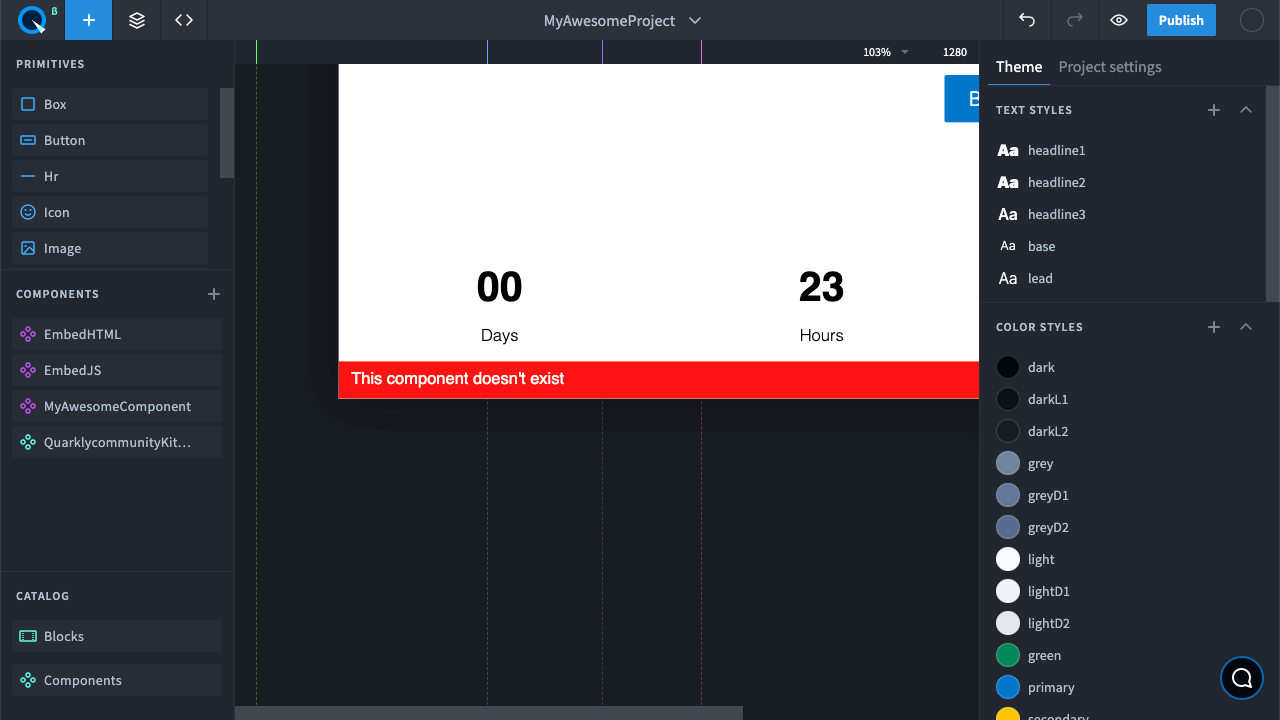 β
MyAwesomeProject
Publish
PRIMITIVES
Box
Button
Hr
Icon
Image
COMPONENTS
EmbedHTML
EmbedJS
MyAwesomeComponent
QuarklycommunityKit...
CATALOG
Blocks
Components
103%
1280
B
00
23
Days
Hours
This component doesn't exist
Theme
Project settings
TEXT STYLES
Aa headline1
Aa headline2
Aa headline3
Aa base
Aa lead
COLOR STYLES
dark
darkL1
darkL2
grey
greyD1
greyD2
light
lightD1
lightD2
green
primary
secondary